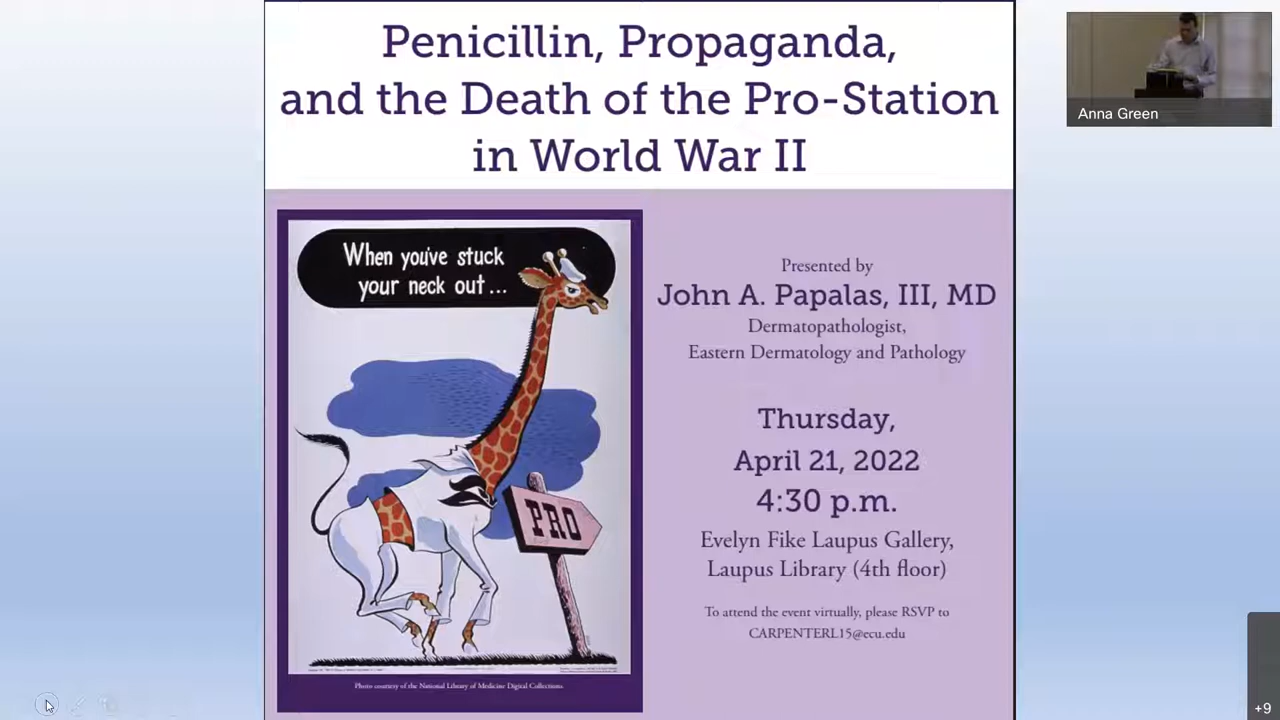 Penicillin, Propaganda,
and the Death of the Pro-Station
in World War II
When you've stuck
your neck out...
PRO
Photo courtesy of the National Library of Medicine Digital Collections.
Presented by
John A. Papalas, III, MD
Dermatopathologist,
Eastern Dermatology and Pathology
Thursday,
April 21, 2022
4:30 p.m.
Evelyn Fike Laupus Gallery,
Laupus Library (4th floor)
To attend the event virtually, please RSVP to
CARPENTERL15@ecu.edu
Anna Green
+9